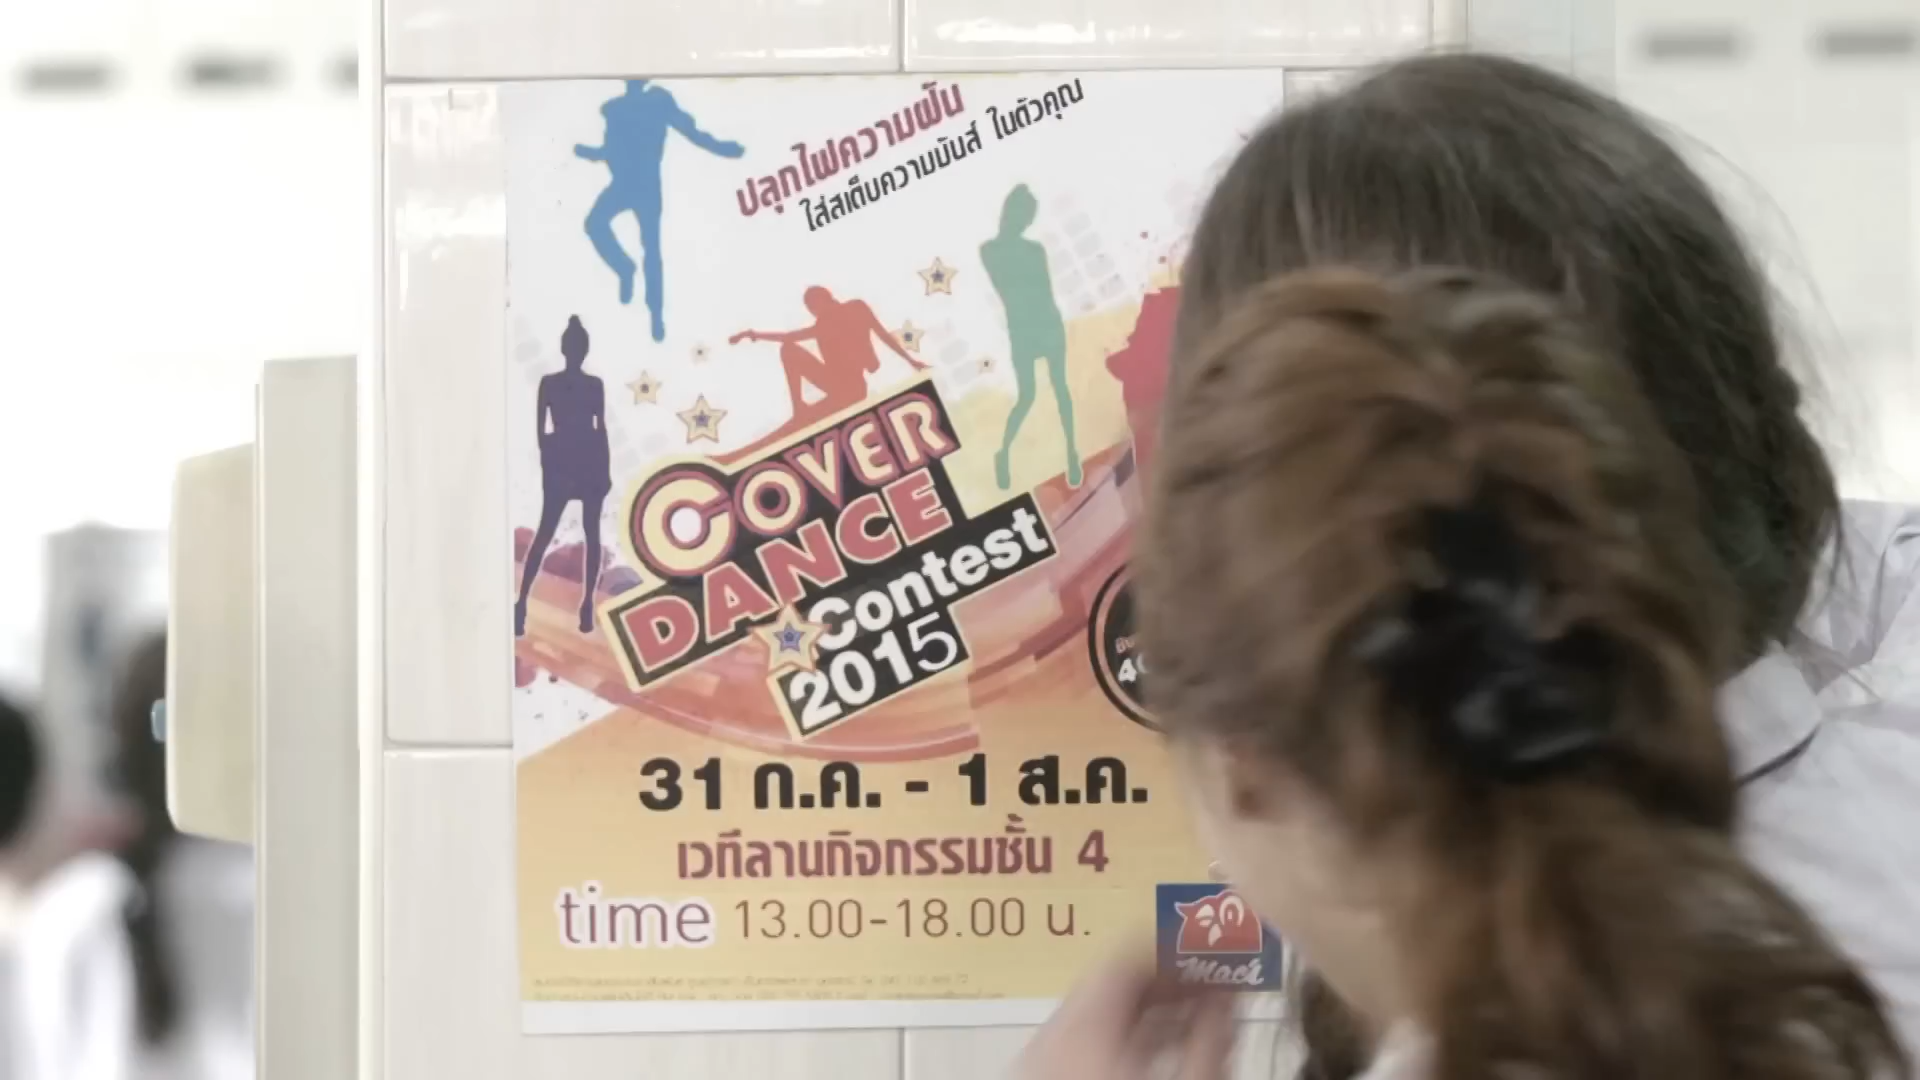 ปลุกไฟความฝัน
ใส่สเต็บความมันส์ ในตัวคุณ
COVER
DANCE
Contest
2015
31 ก.ค. - 1 ส.ค.
เวทีลานกิจกรรมชั้น 4
time 13.00-18.00 น.
Mac's